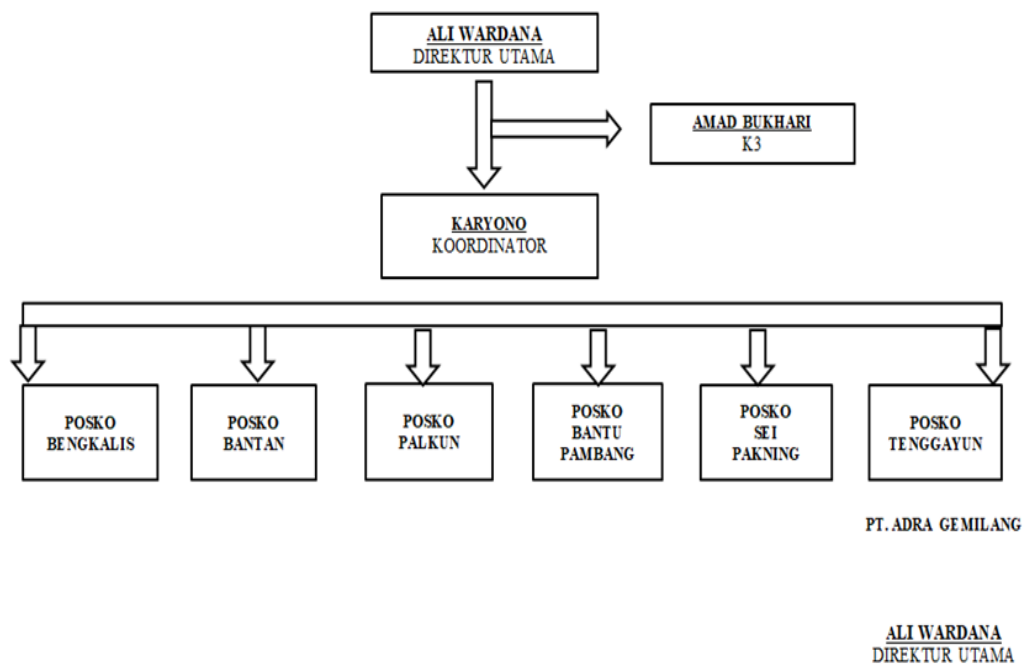 ALI WARDANA
DIREKTUR UTAMA
AMAD BUKHARI
K3
KARYONO
KOORDINATOR
POSKO
BENGKALIS
POSKO
BANTAN
POSKO
PALKUN
POSKO
BANTU
PAMBANG
POSKO
SEI
PAKNING
POSKO
TENGGAYUN
PT. ADRA GEMILANG
ALI WARDANA
DIREKTUR UTAMA